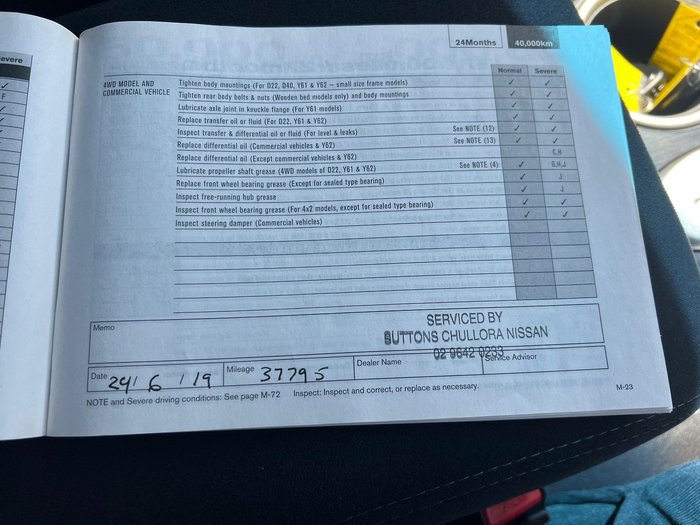 24Months 40,000km
evere
Normal Severe
4WD MODEL AND
COMMERCIAL VEHICLE
Tighten body mountings (For D22, D40, Y61 & Y62 – small size frame models) ✓ ✓
Tighten rear body bolts & nuts (Wooden bed models only) and body mountings ✓ ✓
Lubricate axle joint in knuckle flange (For Y61 models) ✓ ✓
Replace transfer oil or fluid (For D22, Y61 & Y62) ✓ ✓
Inspect transfer & differential oil or fluid (For level & leaks) See NOTE (12) ✓ ✓
Replace differential oil (Commercial vehicles & Y62) See NOTE (13) ✓ ✓
Replace differential oil (Except commercial vehicles & Y62) C,H
Lubricate propeller shaft grease (4WD models of D22, Y61 & Y62) See NOTE (4) ✓ G,H,J
Replace front wheel bearing grease (Except for sealed type bearing) ✓ J
Inspect free-running hub grease ✓ J
Inspect front wheel bearing grease (For 4x2 models, except for sealed type bearing) ✓ ✓
Inspect steering damper (Commercial vehicles) ✓ ✓
Memo
SERVICED BY
SUTTONS CHULLORA NISSAN
02 9642 0233
Date 24/ 6 / 19 Mileage 37795 Dealer Name Service Advisor
NOTE and Severe driving conditions: See page M-72 Inspect: Inspect and correct, or replace as necessary. M-23